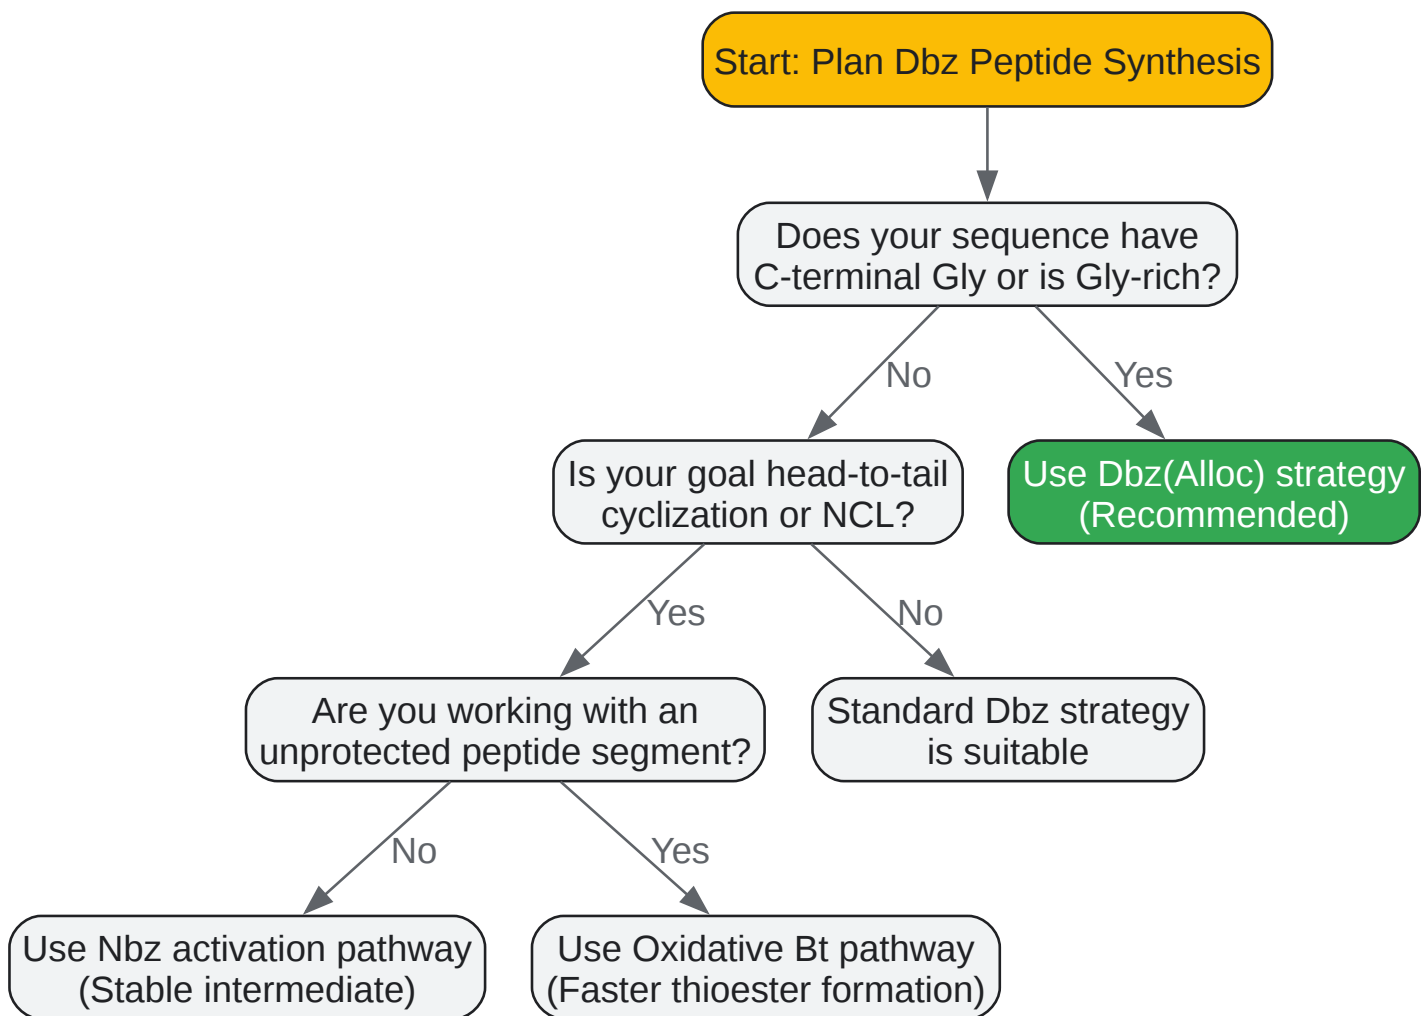 Start: Plan Dbz Peptide Synthesis
Does your sequence have
C-terminal Gly or is Gly-rich?
No
Yes
Is your goal head-to-tail
cyclization or NCL?
Use Dbz(Alloc) strategy
(Recommended)
Yes
No
Are you working with an
unprotected peptide segment?
Standard Dbz strategy
is suitable
No
Yes
Use Nbz activation pathway
(Stable intermediate)
Use Oxidative Bt pathway
(Faster thioester formation)